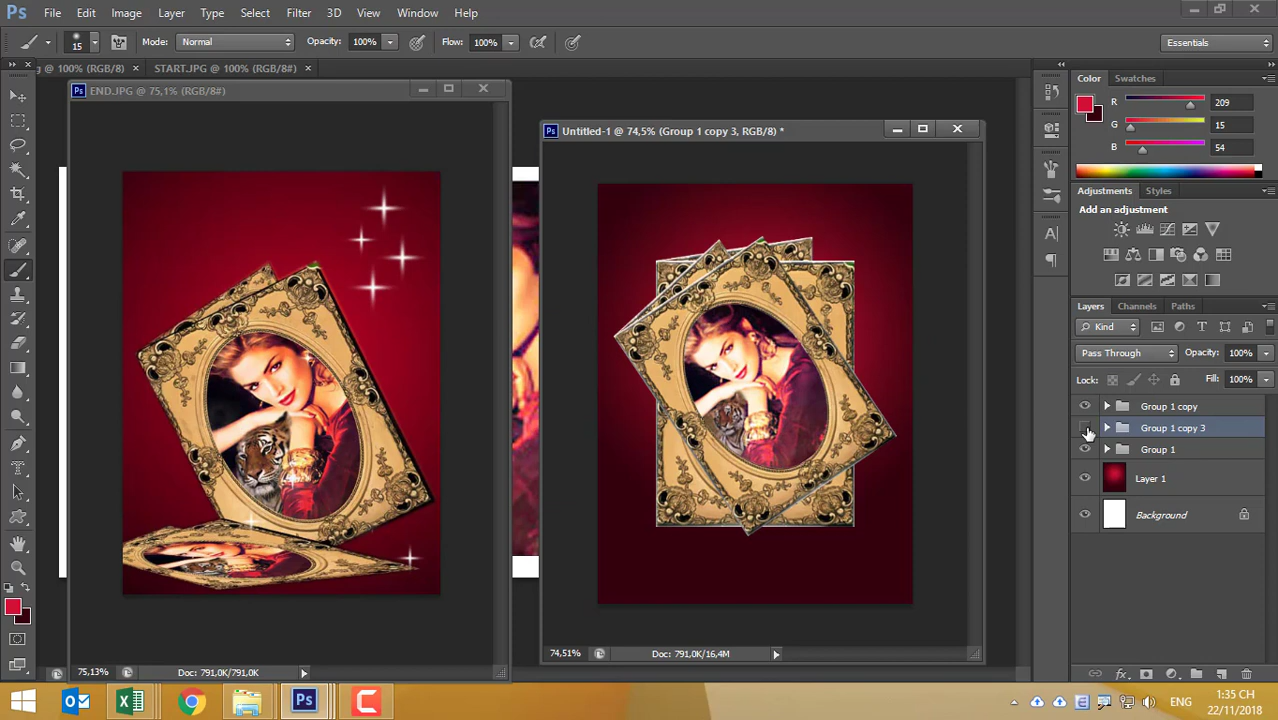 Ps File Edit Image Layer Type Select Filter 3D View Window Help
15 Mode: Normal Opacity: 100% Flow: 100% Essentials
g @ 100% (RGB/8) × START.JPG @ 100% (RGB/8#) ×
Color Swatches
END.JPG @ 75,1% (RGB/8#)
R 209
G 15
B 54
Untitled-1 @ 74,5% (Group 1 copy 3, RGB/8) *
Adjustments Styles
Add an adjustment
Layers Channels Paths
Kind
Pass Through Opacity: 100%
Lock: Fill: 100%
Group 1 copy
Group 1 copy 3
Group 1
Layer 1
Background
74,51% Doc: 791,0K/16,4M
75,13% Doc: 791,0K/791,0K
ENG
1:35 CH
22/11/2018